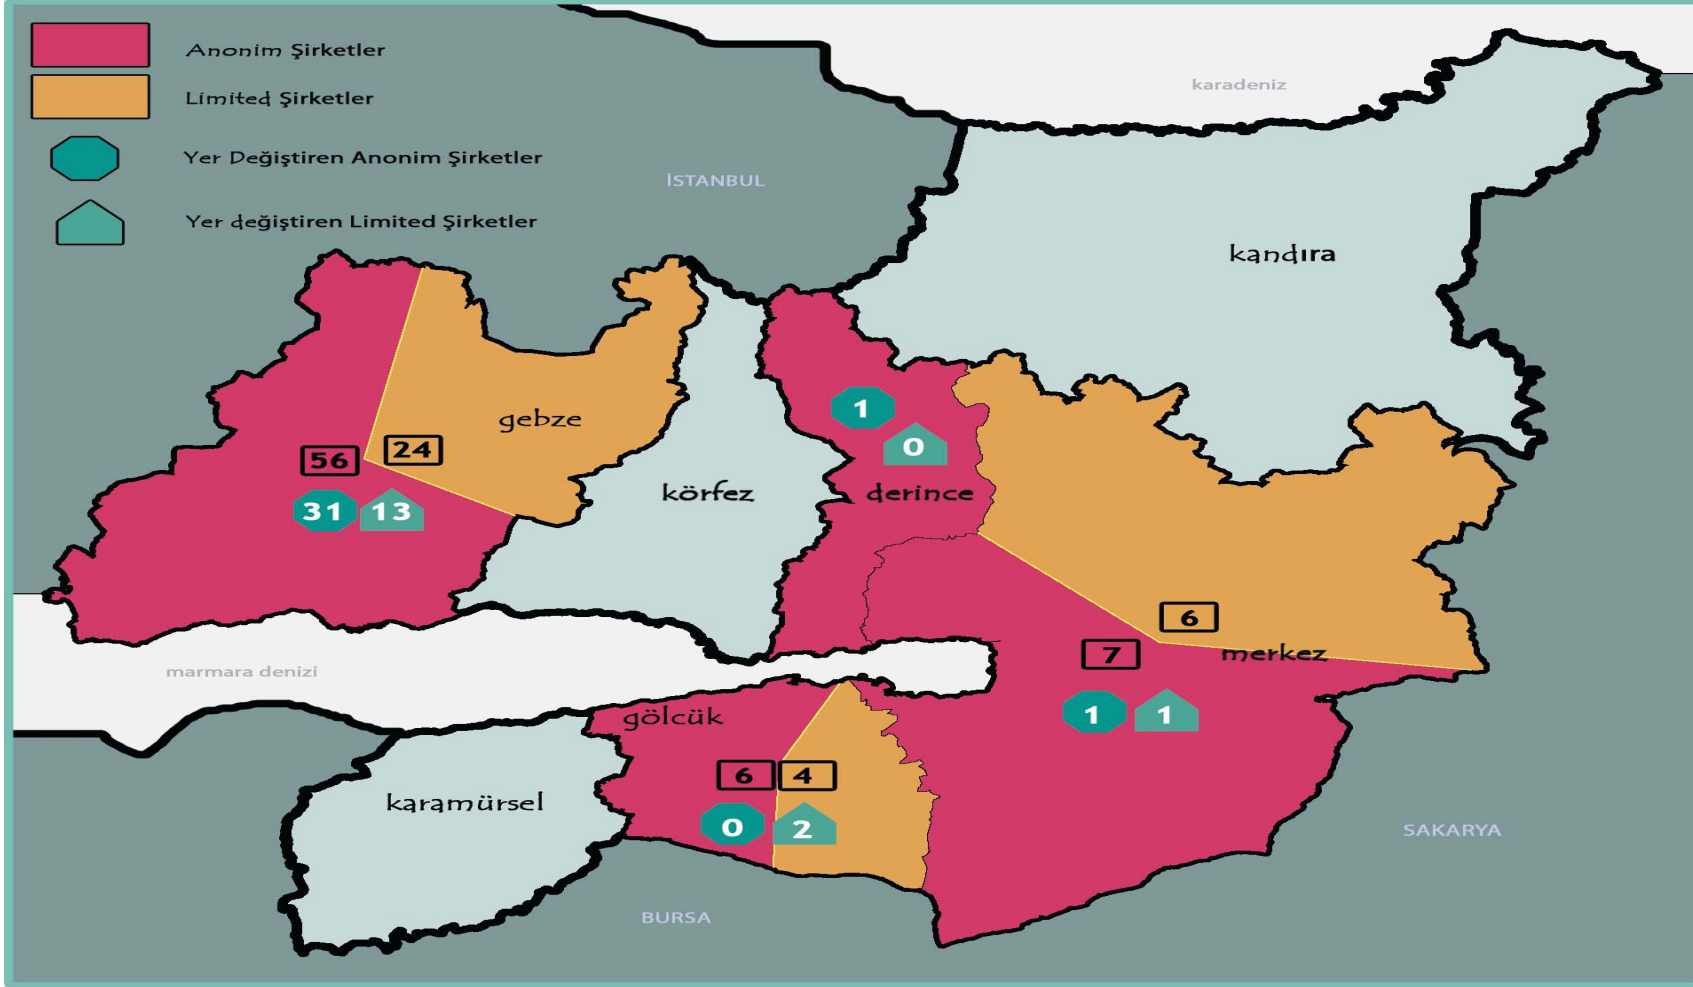 Anonim Şirketler
Limited Şirketler
Yer Değiştiren Anonim Şirketler
Yer değiştiren Limited Şirketler
karadeniz
İSTANBUL
kandıra
gebze
56
24
31
13
körfez
1
0
derince
6
7
merkez
1
1
marmara denizi
gölcük
6
4
0
2
karamürsel
SAKARYA
BURSA